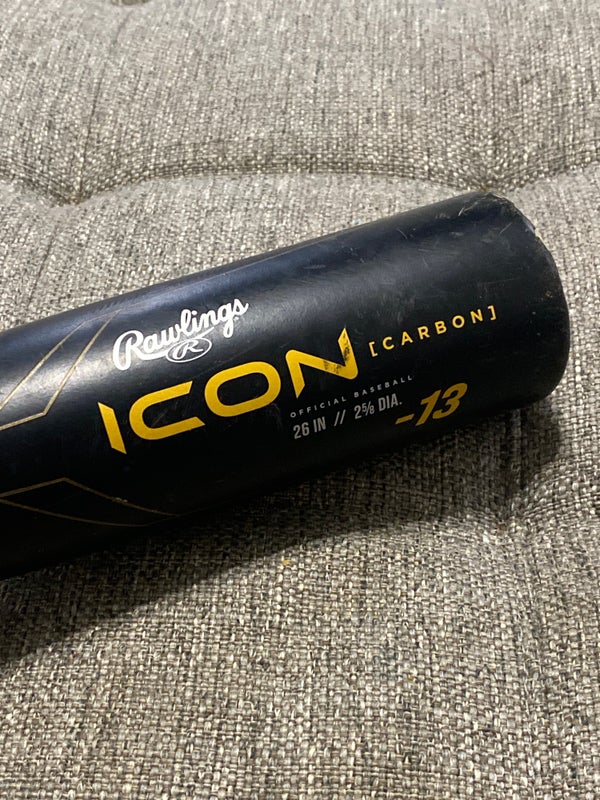 Rawlings
R
ICON [CARBON]
OFFICIAL BASEBALL
26 IN // 2⅝ DIA. -13